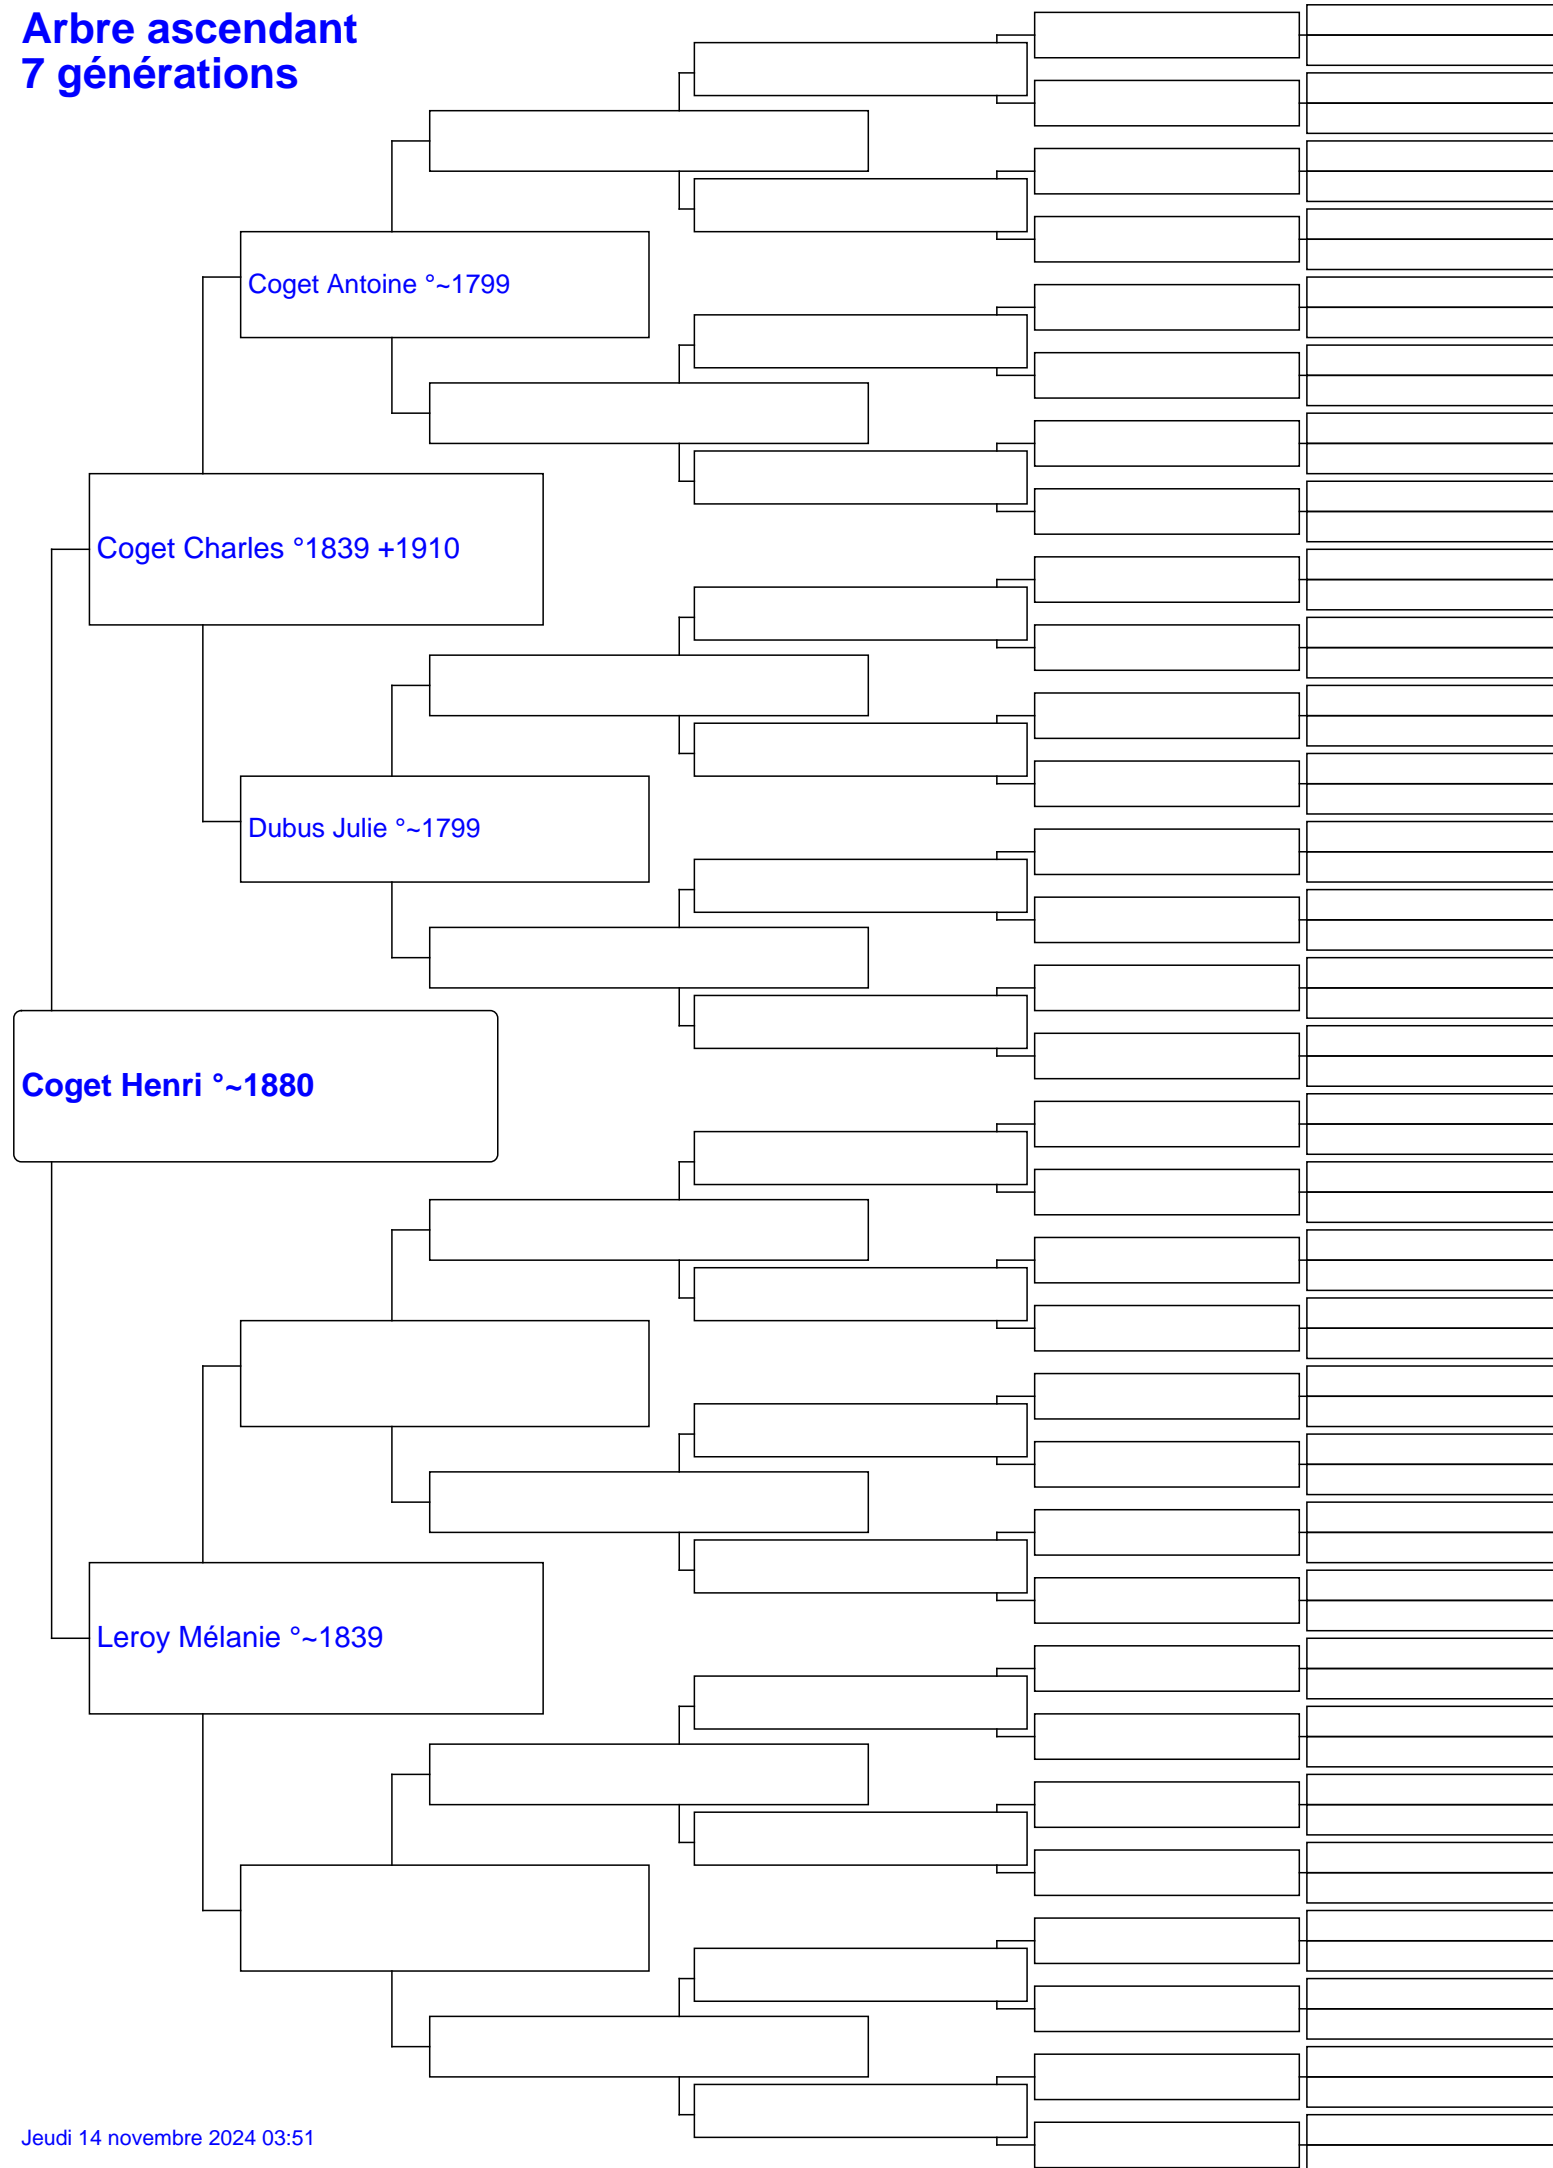 Arbre ascendant
7 générations
Coget Antoine °~1799
Coget Charles °1839 +1910
Dubus Julie °~1799
Coget Henri °~1880
Leroy Mélanie °~1839
Jeudi 14 novembre 2024 03:51